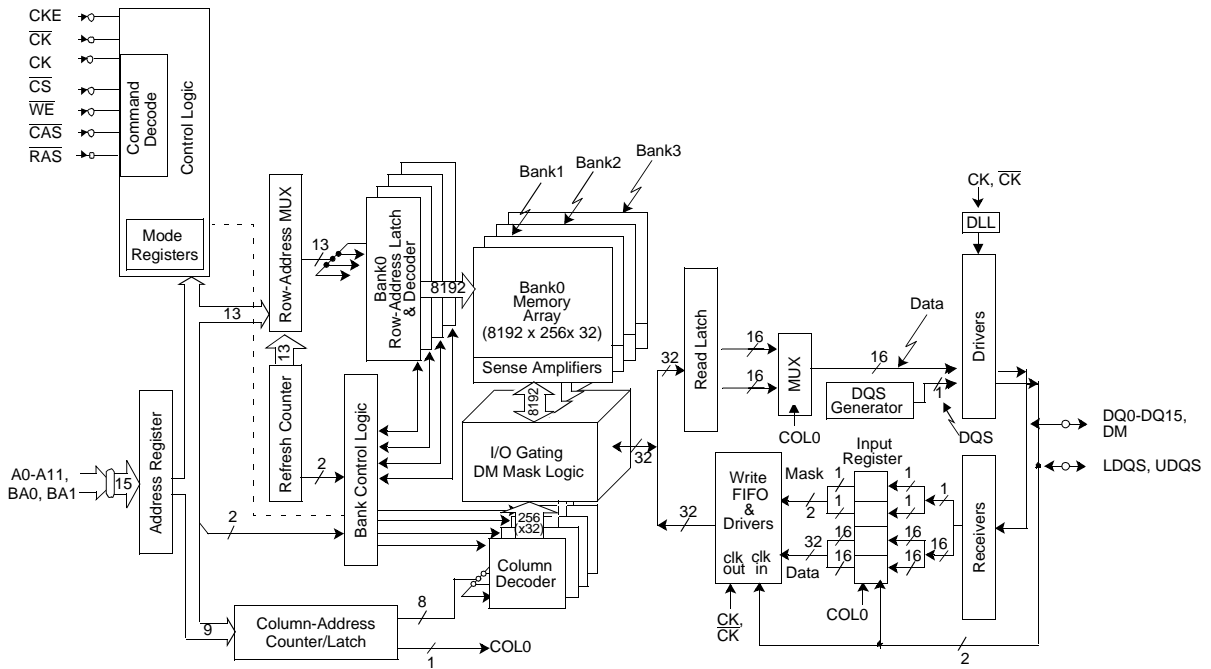 CKE
CK
CK
CS
WE
CAS
RAS
Command
Decode
Control Logic
Mode
Registers
Row-Address MUX
13
13
13
Refresh Counter
Bank0
Row-Address Latch
& Decoder
8192
Bank1
Bank2
Bank3
Bank0
Memory
Array
(8192 x 256x 32)
Sense Amplifiers
8192
I/O Gating
DM Mask Logic
Bank Control Logic
2
2
A0-A11,
BA0, BA1
15
Address Register
9
Column-Address
Counter/Latch
8
1
COL0
256
(x32)
Column
Decoder
32
32
32
Read Latch
16
16
MUX
COL0
16
Data
DQS
Generator
1
DQS
CK, CK
DLL
Drivers
DQ0-DQ15,
DM
LDQS, UDQS
Receivers
Input
Register
Write
FIFO
&
Drivers
clk
out
clk
in
Mask
2
1
1
1
1
1
32
Data
16
16
16
16
16
COL0
CK,
CK
2